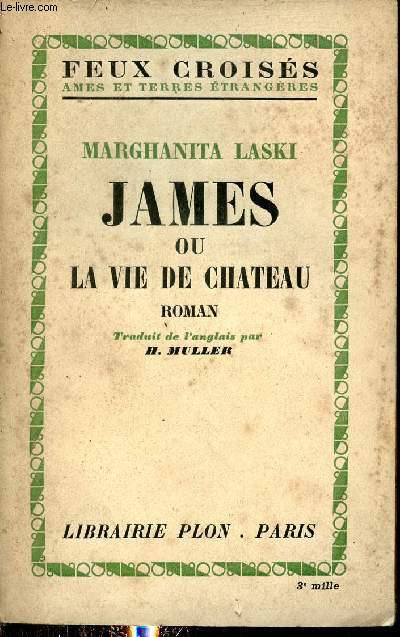 Le-livre.com
FEUX CROISÉS
AMES ET TERRES ÉTRANGÈRES
MARGHANITA LASKI
JAMES
OU
LA VIE DE CHATEAU
ROMAN
Traduit de l'anglais par
H. MULLER
LIBRAIRIE PLON . PARIS
3e mille